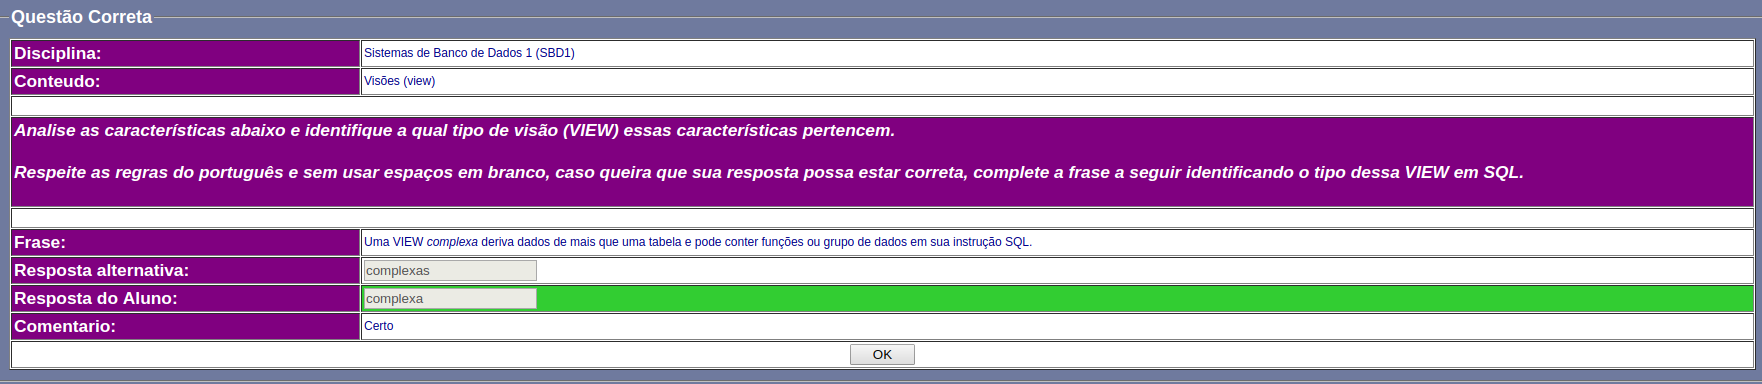 Questão Correta
Disciplina: Sistemas de Banco de Dados 1 (SBD1)
Conteudo: Visões (view)
Analise as características abaixo e identifique a qual tipo de visão (VIEW) essas características pertencem.
Respeite as regras do português e sem usar espaços em branco, caso queira que sua resposta possa estar correta, complete a frase a seguir identificando o tipo dessa VIEW em SQL.
Frase: Uma VIEW complexa deriva dados de mais que uma tabela e pode conter funções ou grupo de dados em sua instrução SQL.
Resposta alternativa: complexas
Resposta do Aluno: complexa
Comentario: Certo
OK